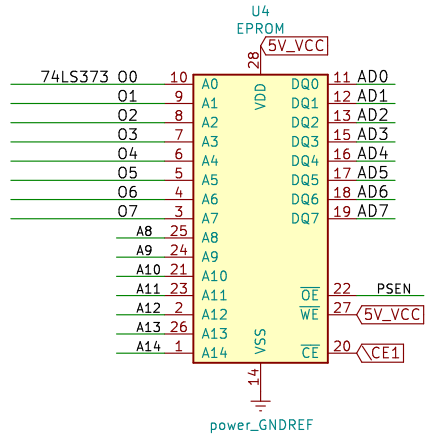 U4
EPROM
5V_VCC
28
VDD
74LS373 O0 10 A0 DQ0 11 AD0
O1 9 A1 DQ1 12 AD1
O2 8 A2 DQ2 13 AD2
O3 7 A3 DQ3 15 AD3
O4 6 A4 DQ4 16 AD4
O5 5 A5 DQ5 17 AD5
O6 4 A6 DQ6 18 AD6
O7 3 A7 DQ7 19 AD7
A8 25 A8
A9 24 A9
A10 21 A10
A11 23 A11 OE 22 PSEN
A12 2 A12 WE 27 5V_VCC
A13 26 A13
A14 1 A14 CE 20 \CE1
VSS
14
power_GNDREF